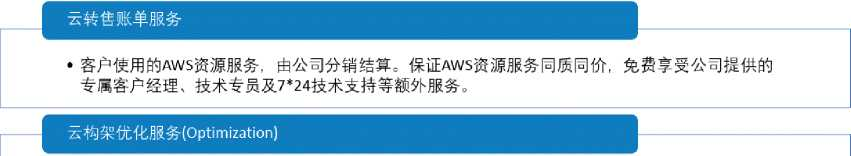 云转售账单服务
• 客户使用的AWS资源服务，由公司分销结算。保证AWS资源服务同质同价，免费享受公司提供的
专属客户经理、技术专员及7*24技术支持等额外服务。
云构架优化服务(Optimization)